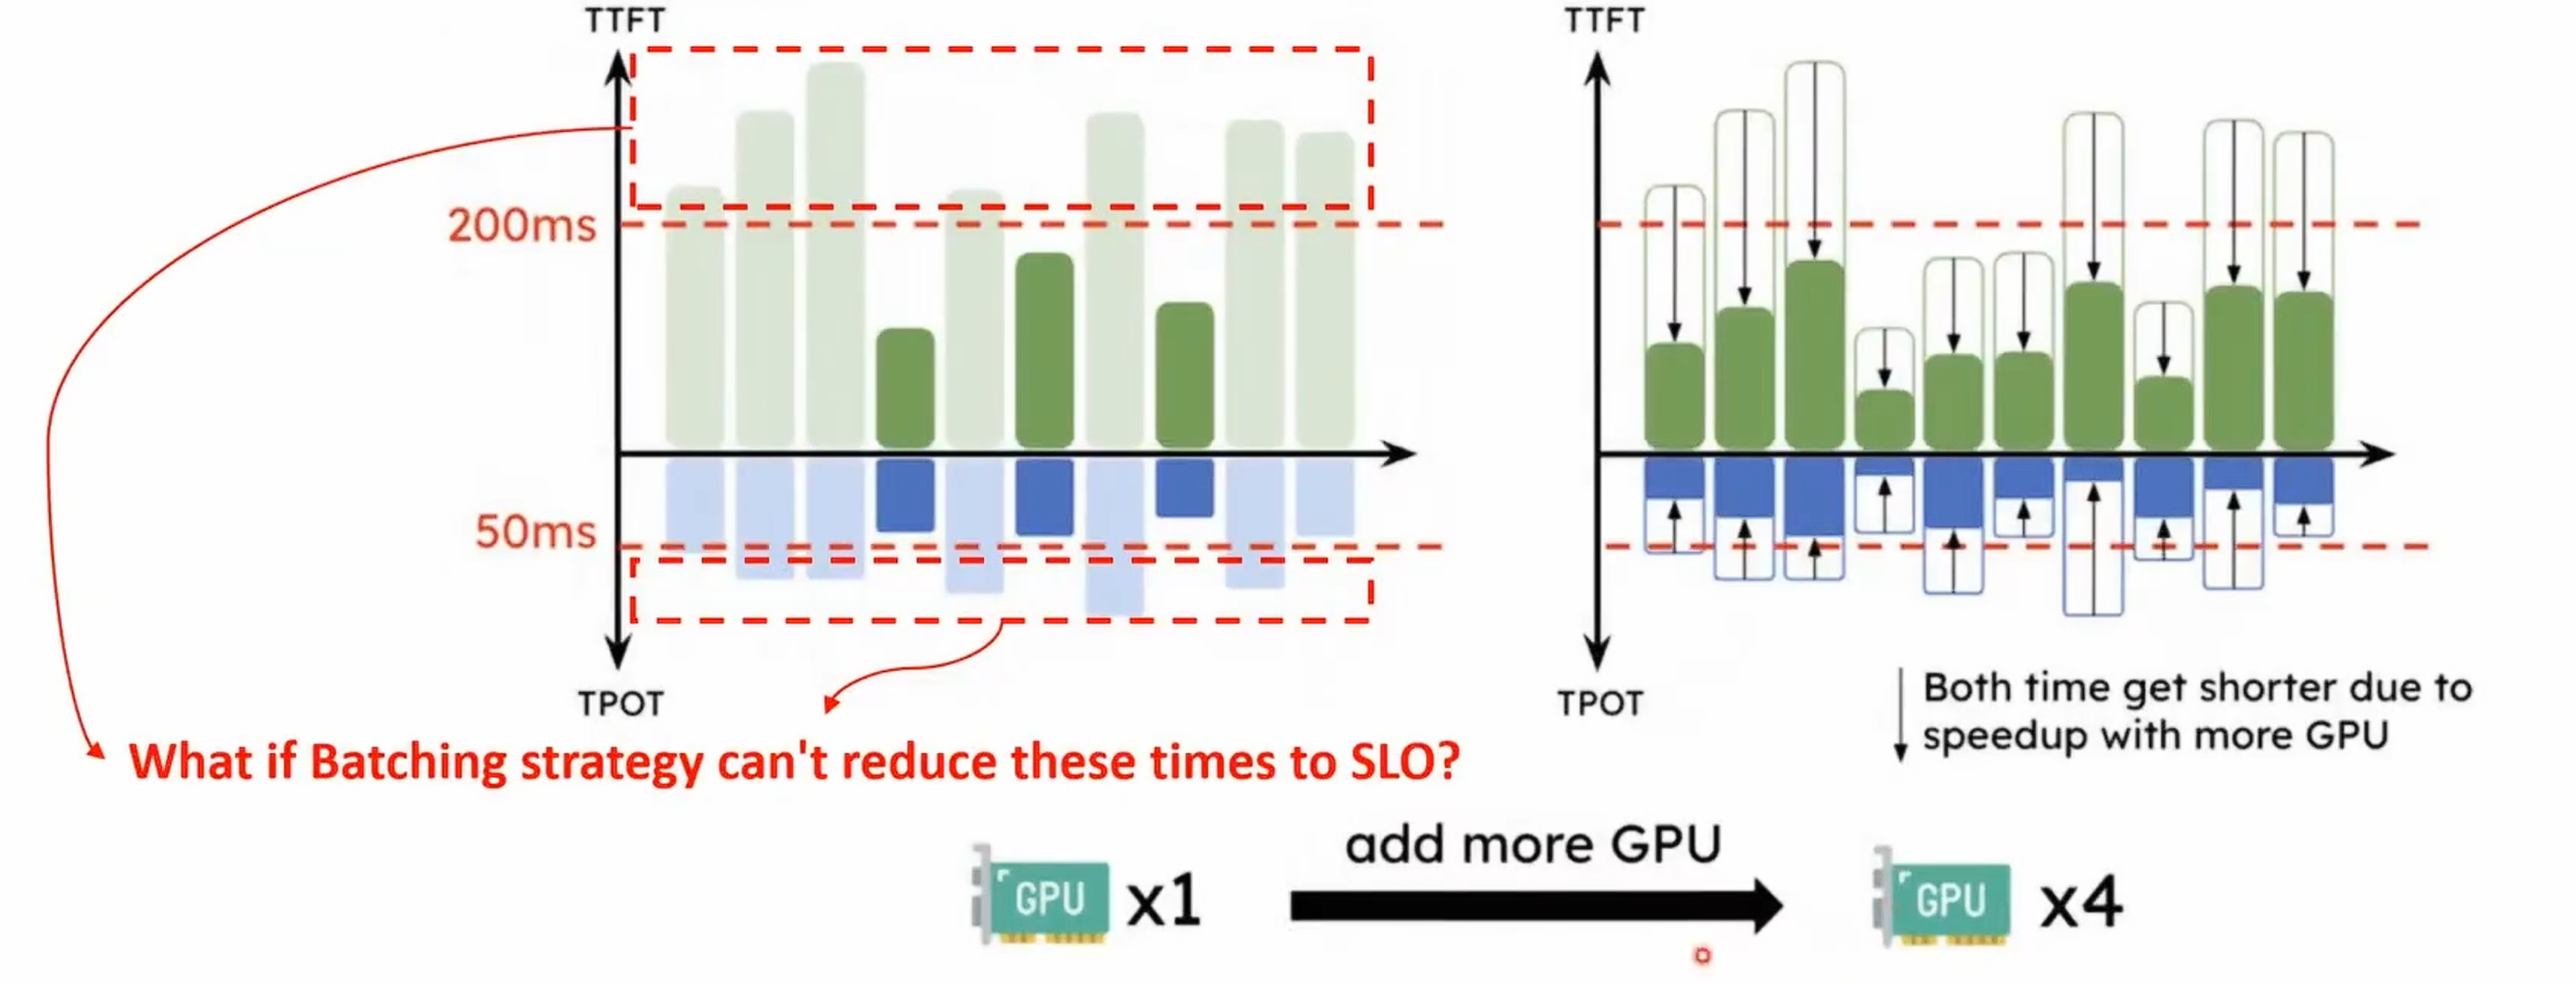 TTFT
TTFT
200ms
50ms
TPOT
TPOT
Both time get shorter due to
speedup with more GPU
What if Batching strategy can't reduce these times to SLO?
add more GPU
GPU x1
GPU x4